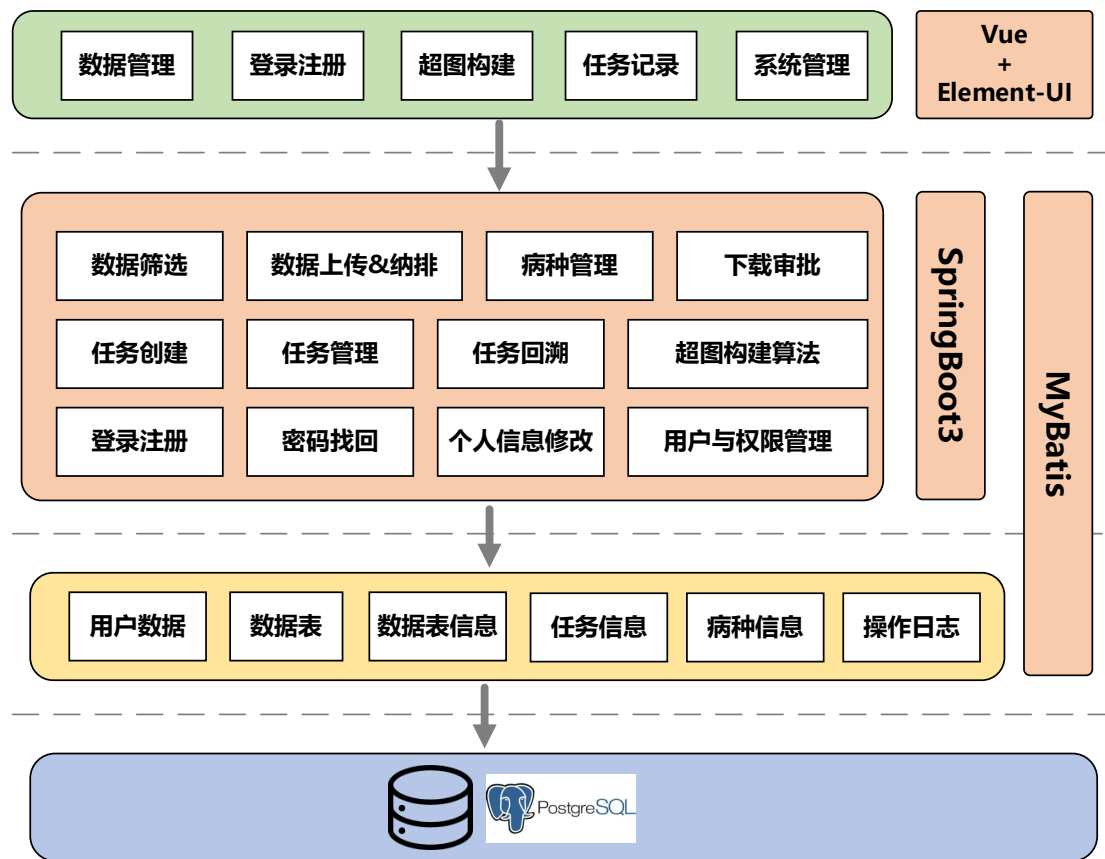 数据管理
登录注册
超图构建
任务记录
系统管理
Vue
+
Element-UI
数据筛选
数据上传&纳排
病种管理
下载审批
任务创建
任务管理
任务回溯
超图构建算法
登录注册
密码找回
个人信息修改
用户与权限管理
SpringBoot3
MyBatis
用户数据
数据表
数据表信息
任务信息
病种信息
操作日志
PostgreSQL